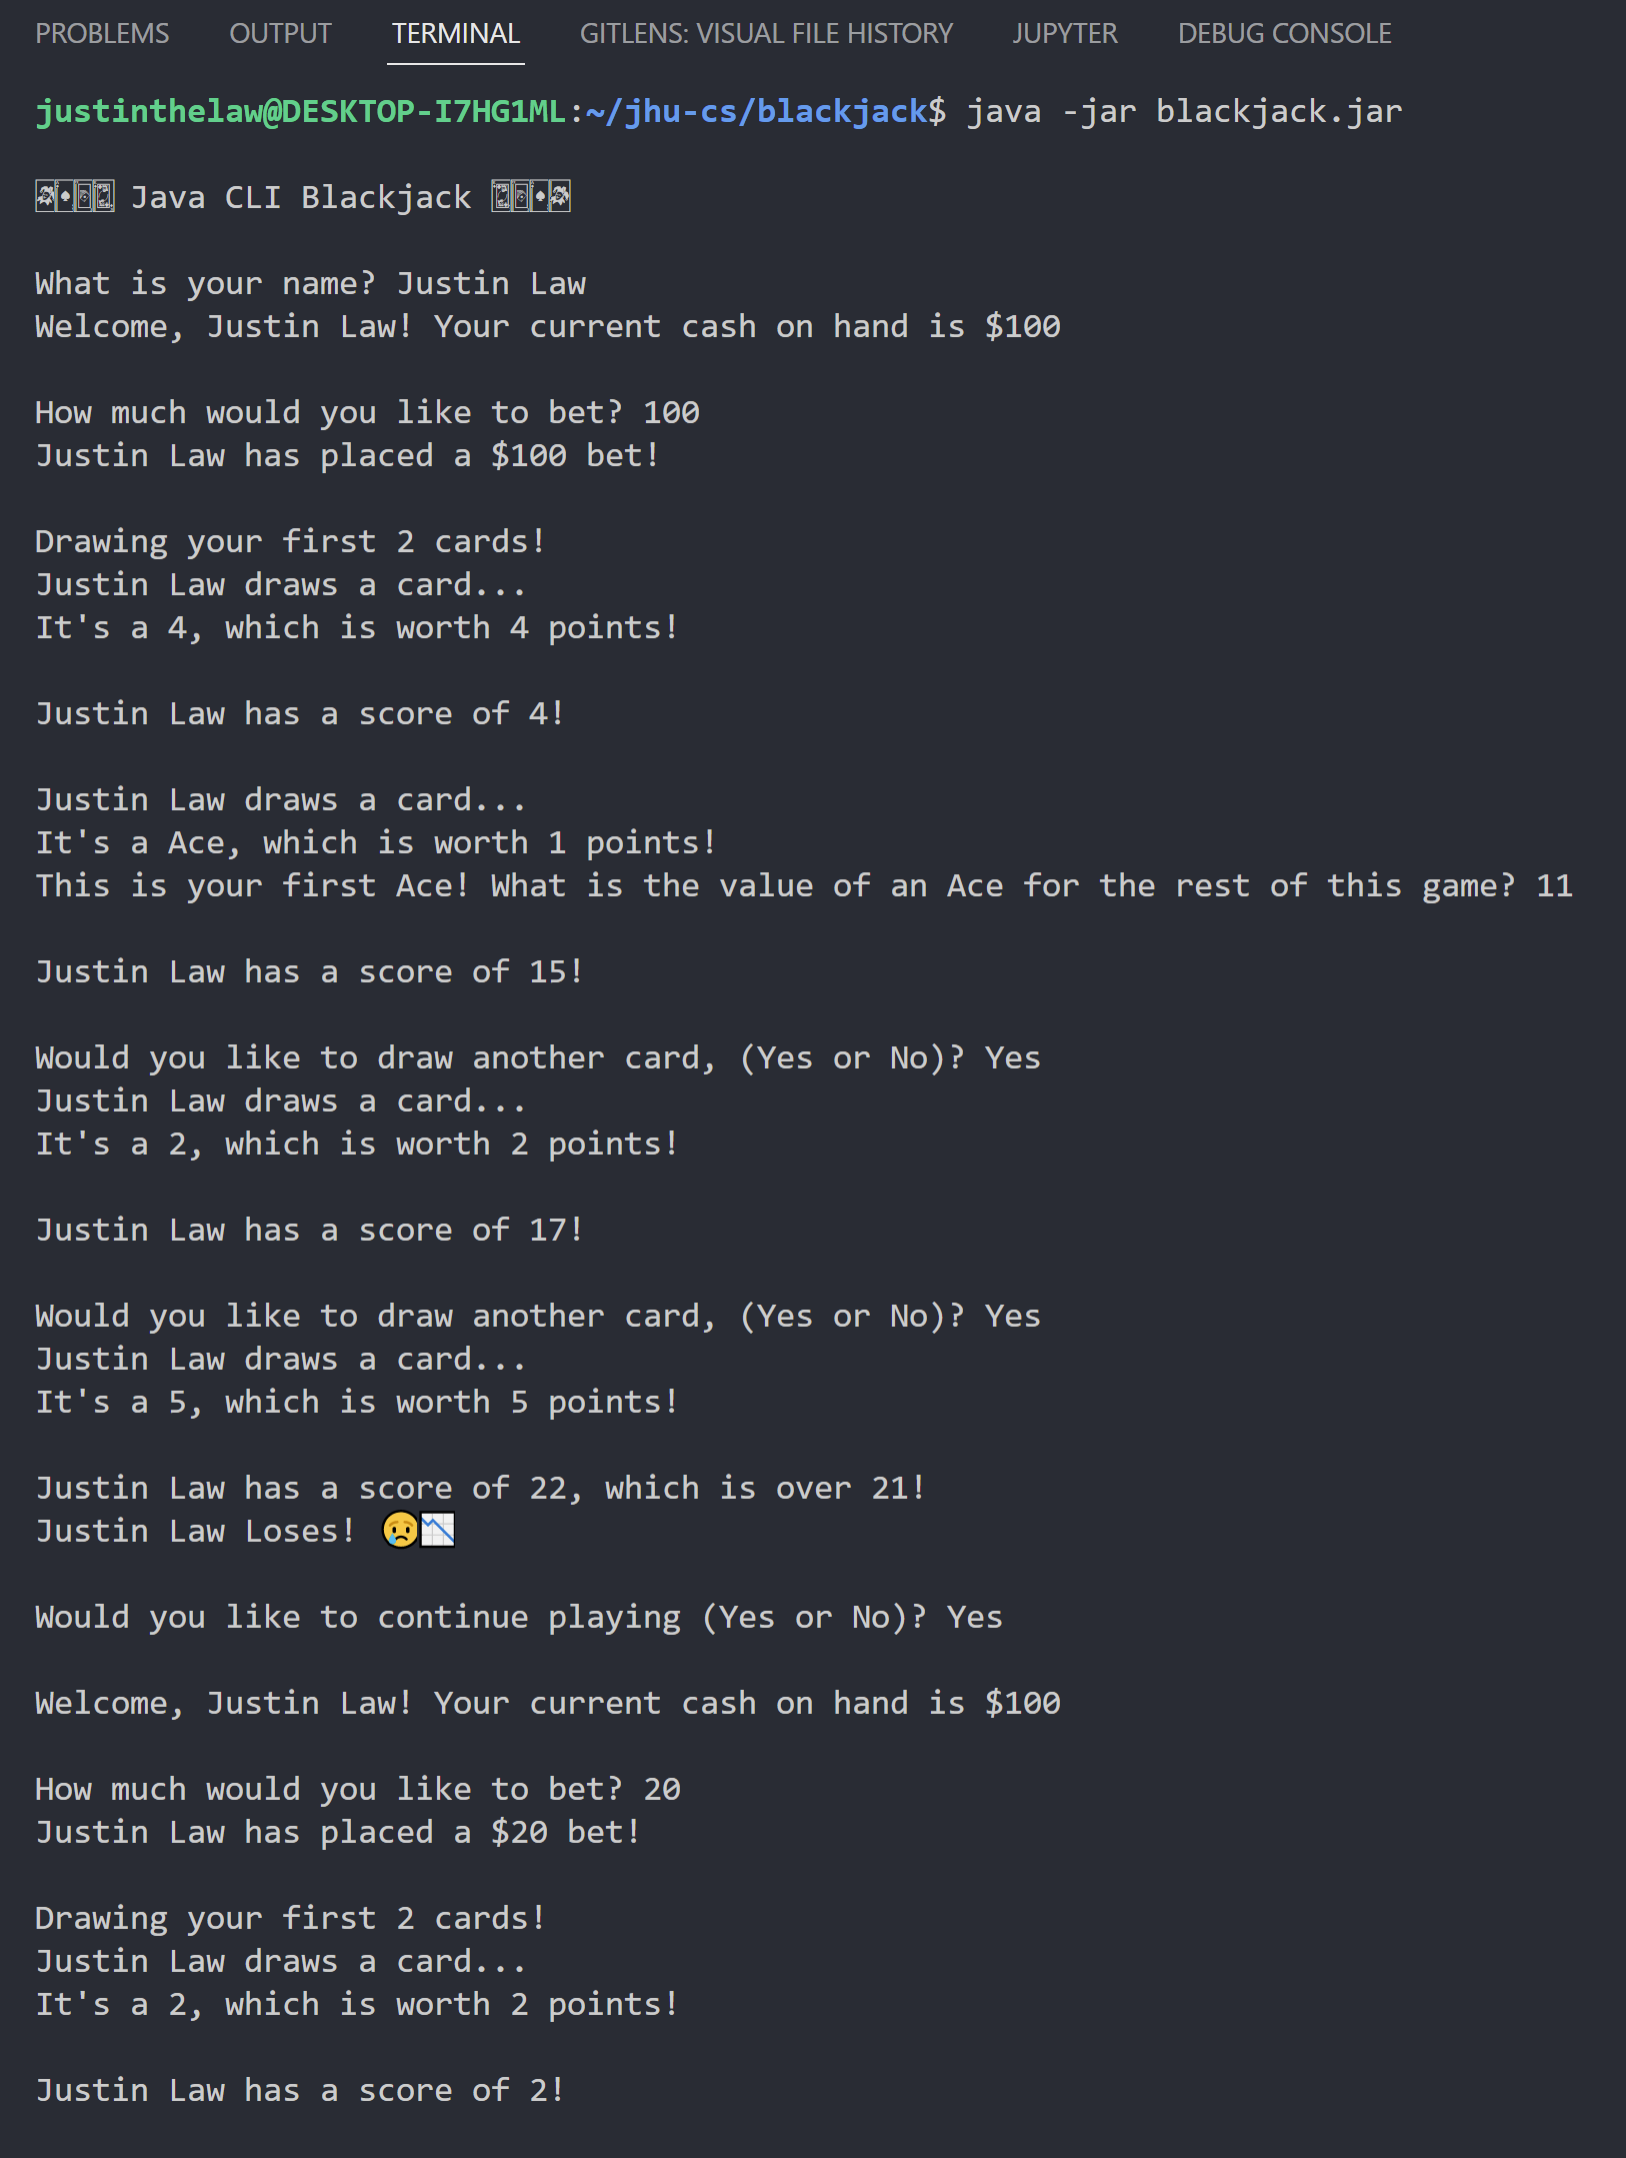 PROBLEMS OUTPUT TERMINAL GITLENS: VISUAL FILE HISTORY JUPYTER DEBUG CONSOLE
justinthelaw@DESKTOP-I7HG1ML:~/jhu-cs/blackjack$ java -jar blackjack.jar
Java CLI Blackjack
What is your name? Justin Law
Welcome, Justin Law! Your current cash on hand is $100
How much would you like to bet? 100
Justin Law has placed a $100 bet!
Drawing your first 2 cards!
Justin Law draws a card...
It's a 4, which is worth 4 points!
Justin Law has a score of 4!
Justin Law draws a card...
It's a Ace, which is worth 1 points!
This is your first Ace! What is the value of an Ace for the rest of this game? 11
Justin Law has a score of 15!
Would you like to draw another card, (Yes or No)? Yes
Justin Law draws a card...
It's a 2, which is worth 2 points!
Justin Law has a score of 17!
Would you like to draw another card, (Yes or No)? Yes
Justin Law draws a card...
It's a 5, which is worth 5 points!
Justin Law has a score of 22, which is over 21!
Justin Law Loses! 😢📉
Would you like to continue playing (Yes or No)? Yes
Welcome, Justin Law! Your current cash on hand is $100
How much would you like to bet? 20
Justin Law has placed a $20 bet!
Drawing your first 2 cards!
Justin Law draws a card...
It's a 2, which is worth 2 points!
Justin Law has a score of 2!